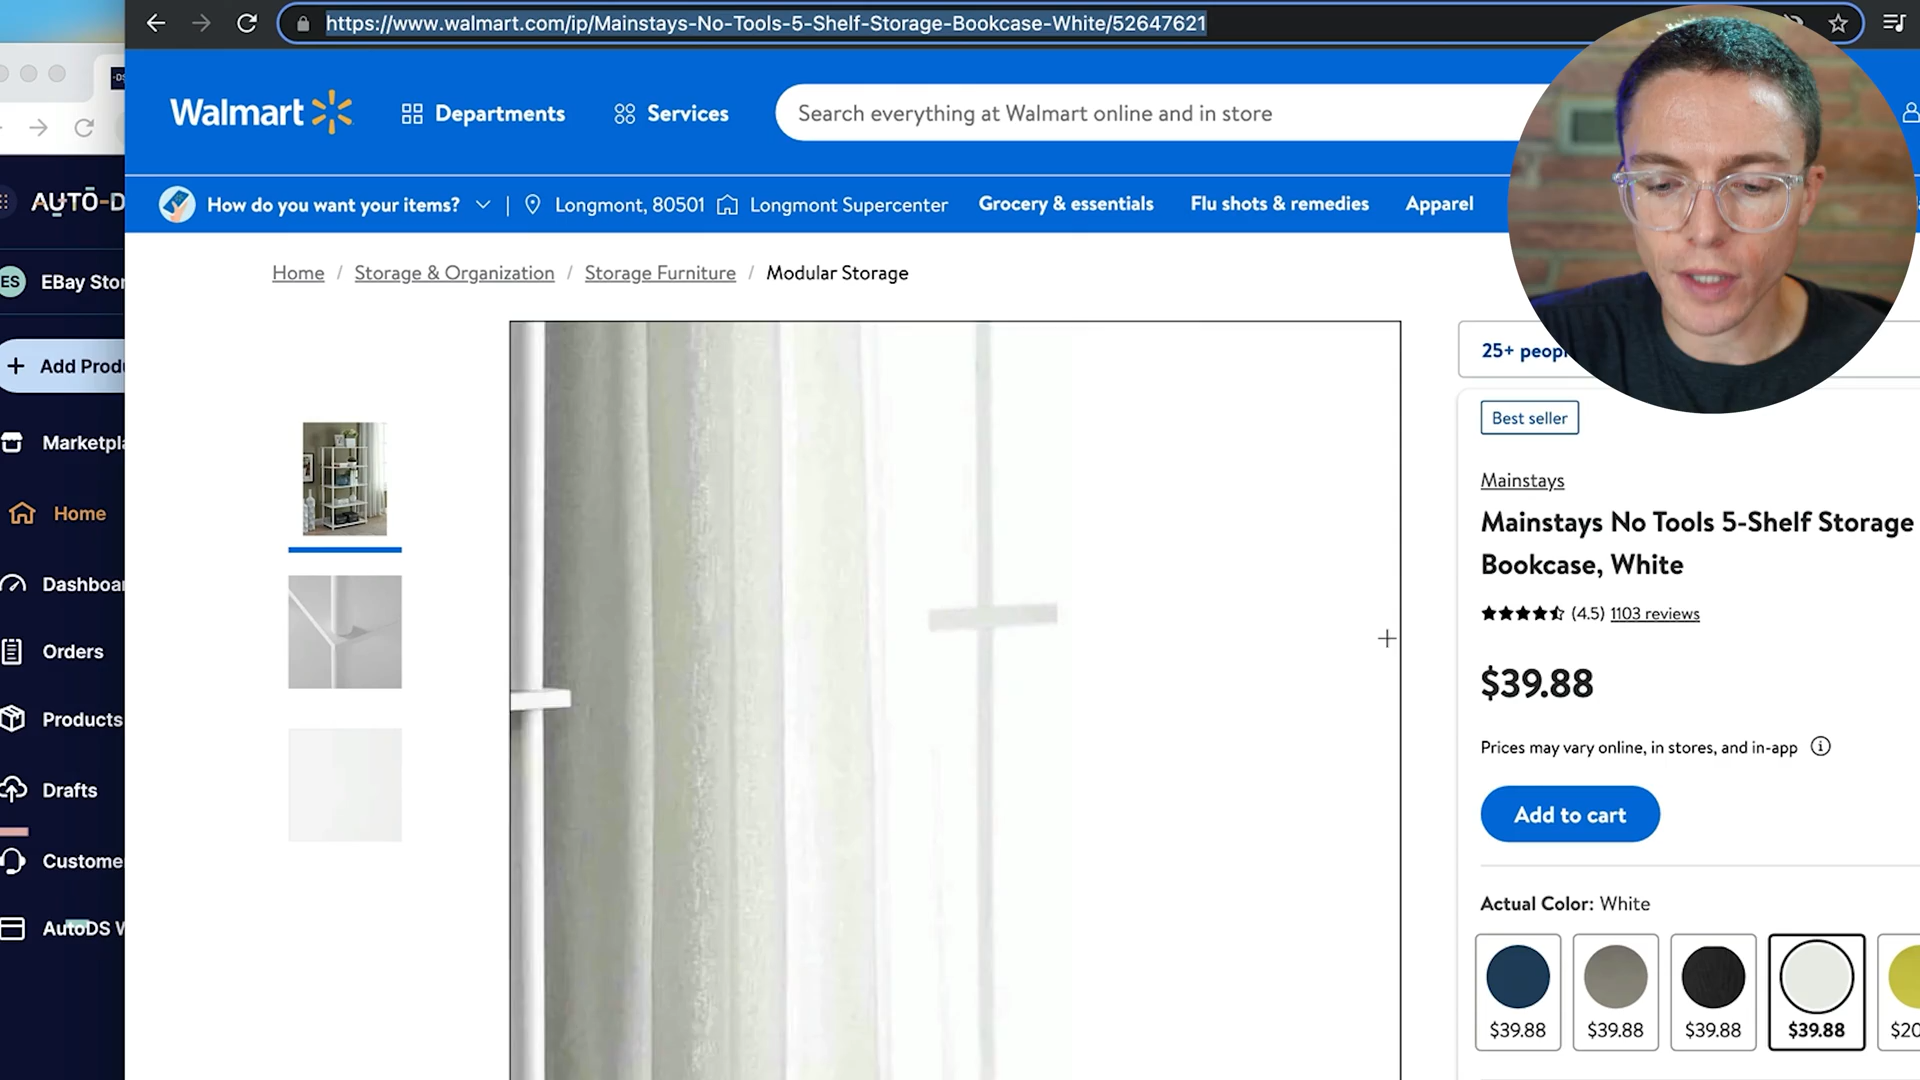 https://www.walmart.com/ip/Mainstays-No-Tools-5-Shelf-Storage-Bookcase-White/52647621
Walmart
Departments
Services
Search everything at Walmart online and in store
How do you want your items?
Longmont, 80501
Longmont Supercenter
Grocery & essentials
Flu shots & remedies
Apparel
Home / Storage & Organization / Storage Furniture / Modular Storage
25+
Best seller
Mainstays
Mainstays No Tools 5-Shelf Storage
Bookcase, White
(4.5) 1103 reviews
$39.88
Prices may vary online, in stores, and in-app
Add to cart
Actual Color: White
$39.88 $39.88 $39.88 $39.88 $20
AUTŌ-D
ES EBay Stor
+ Add Prod
Marketpla
Home
Dashboar
Orders
Products
Drafts
Custome
AutoDS W